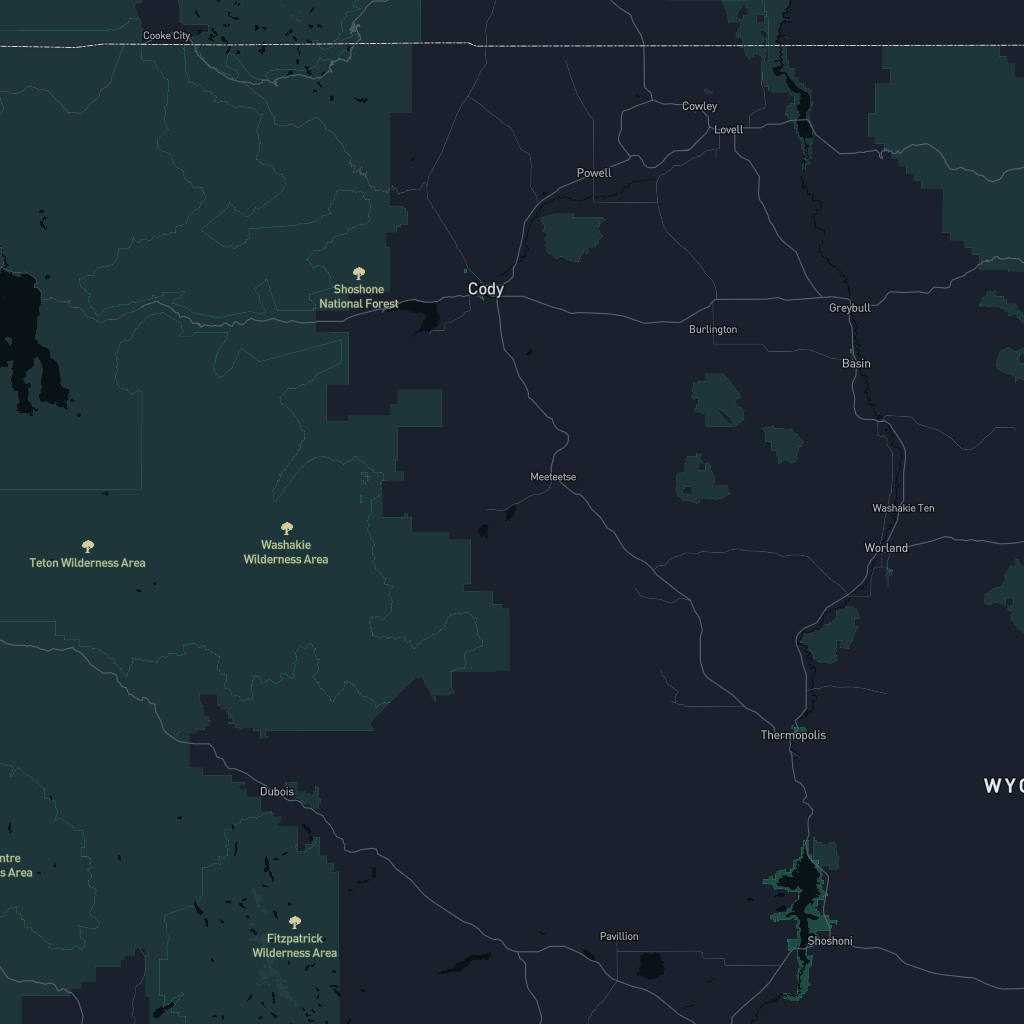 Cooke City
Cowley
Lovell
Powell
Shoshone
National Forest
Cody
Greybull
Burlington
Basin
Meeteetse
Washakie Ten
Worland
Washakie
Wilderness Area
Teton Wilderness Area
Thermopolis
WYO
Dubois
ntre
s Area
Fitzpatrick
Wilderness Area
Pavillion
Shoshoni